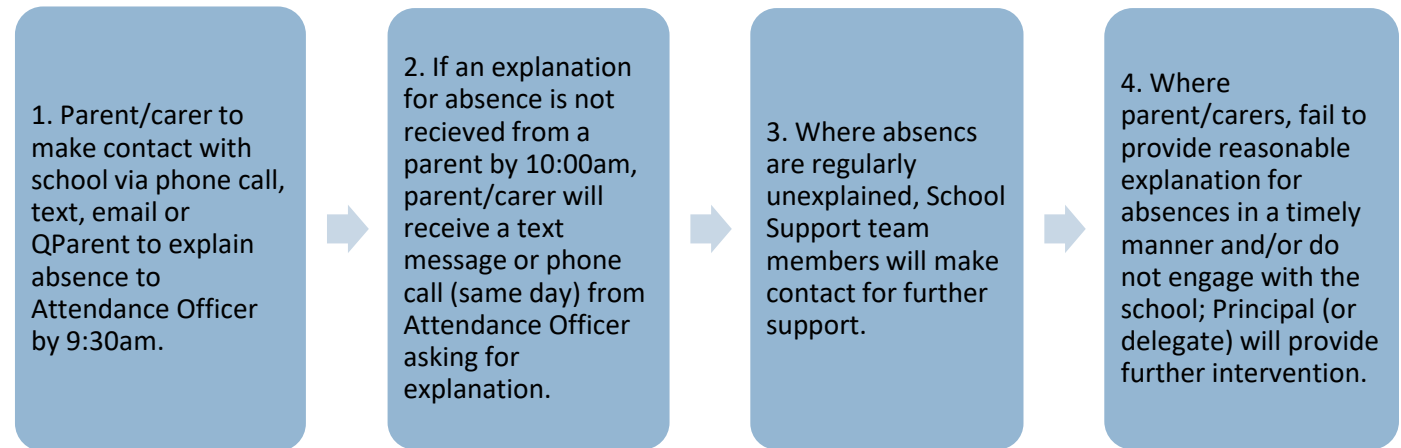 1. Parent/carer to
make contact with
school via phone call,
text, email or
QParent to explain
absence to
Attendance Officer
by 9:30am.
2. If an explanation
for absence is not
recieved from a
parent by 10:00am,
parent/carer will
receive a text
message or phone
call (same day) from
Attendance Officer
asking for
explanation.
3. Where absencs
are regularly
unexplained, School
Support team
members will make
contact for further
support.
4. Where
parent/carers, fail to
provide reasonable
explanation for
absences in a timely
manner and/or do
not engage with the
school; Principal (or
delegate) will provide
further intervention.